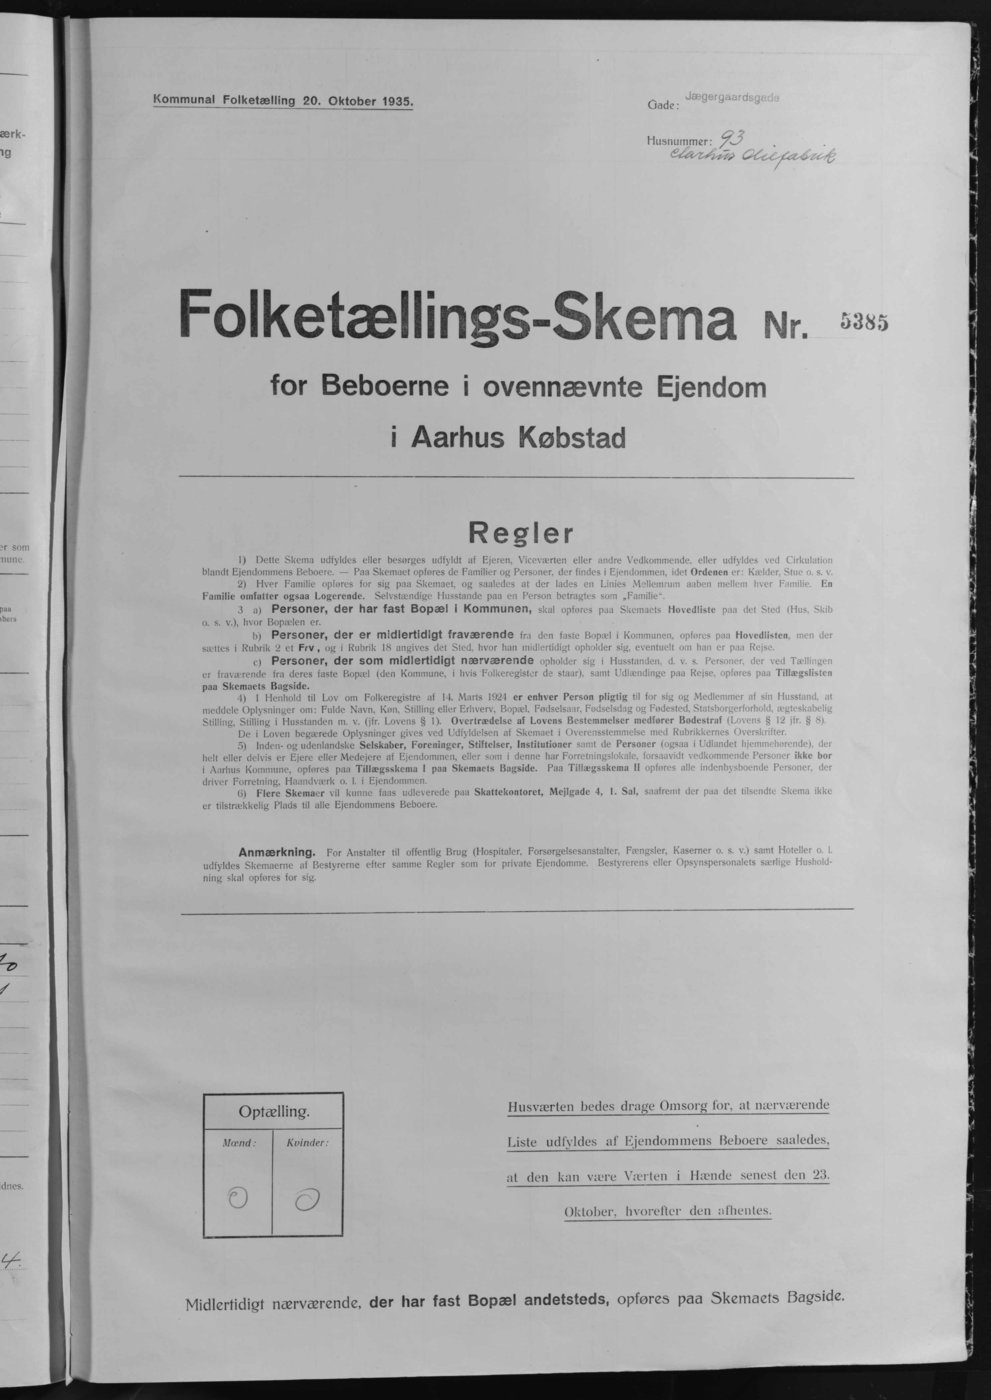 Kommunal Folketælling 20. Oktober 1935.
Gade: Jægergaardsgade
Husnummer: 93
Aarhus Oliefabrik
Folketællings-Skema Nr. 5385
for Beboerne i ovennævnte Ejendom
i Aarhus Købstad
Regler
1) Dette Skema udfyldes eller besørges udfyldt af Ejeren, Viceværten eller andre Vedkommende, eller udfyldes ved Cirkulation
blandt Ejendommens Beboere. — Paa Skemaet opføres de Familier og Personer, der findes i Ejendommen, idet Ordenen er: Kælder, Stue o. s. v.
2) Hver Familie opføres for sig paa Skemaet, og saaledes at der lades en Linies Mellemrum aaben mellem hver Familie. En
Familie omfatter ogsaa Logerende. Selvstændige Husstande paa en Person betragtes som „Familie“.
3 a) Personer, der har fast Bopæl i Kommunen, skal opføres paa Skemaets Hovedliste paa det Sted (Hus, Skib
o. s. v.), hvor Bopælen er.
b) Personer, der er midlertidigt fraværende fra den faste Bopæl i Kommunen, opføres paa Hovedlisten, men der
sættes i Rubrik 2 et Frv., og i Rubrik 18 angives det Sted, hvor han midlertidigt opholder sig, eventuelt om han er paa Rejse.
c) Personer, der som midlertidigt nærværende opholder sig i Husstanden, d. v. s. Personer, der ved Tællingen
er fraværende fra deres faste Bopæl (den Kommune, i hvis Folkeregister de staar), samt Udlændinge paa Rejse, opføres paa Tillægslisten
paa Skemaets Bagside.
4) I Henhold til Lov om Folkeregistre af 14. Marts 1924 er enhver Person pligtig til for sig og Medlemmer af sin Husstand, at
meddele Oplysninger om: Fulde Navn, Køn, Stilling eller Erhverv, Bopæl, Fødselsaar, Fødselsdag og Fødested, Statsborgerforhold, ægteskabelig
Stilling, Stilling i Husstanden m. v. (jfr. Lovens § 1). Overtrædelse af Lovens Bestemmelser medfører Bødestraf (Lovens § 12 jfr. § 8).
De i Loven begærede Oplysninger gives ved Udfyldelsen af Skemaet i Overensstemmelse med Rubrikkernes Overskrifter.
5) Inden- og udenlandske Selskaber, Foreninger, Stiftelser, Institutioner samt de Personer (ogsaa i Udlandet hjemmehørende), der
helt eller delvis er Ejere eller Medejere af Ejendommen, eller som i denne har Forretningslokale, forsaavidt vedkommende Personer ikke bor
i Aarhus Kommune, opføres paa Tillægsskema I paa Skemaets Bagside. Paa Tillægsskema II opføres alle indenbysboende Personer, der
driver Forretning, Haandværk o. l. i Ejendommen.
6) Flere Skemaer vil kunne faas udleverede paa Skattekontoret, Mejlgade 4, 1. Sal, saafremt der paa det tilsendte Skema ikke
er tilstrækkelig Plads til alle Ejendommens Beboere.
Anmærkning. For Anstalter til offentlig Brug (Hospitaler, Forsørgelsesanstalter, Fængsler, Kaserner o. s. v.) samt Hoteller o. l.
udfyldes Skemaerne af Bestyrerne efter samme Regler som for private Ejendomme. Bestyrerens eller Opsynspersonalets særlige Hushold-
ning skal opføres for sig.
Optælling.
Mænd: Kvinder:
0 0
Husværten bedes drage Omsorg for, at nærværende
Liste udfyldes af Ejendommens Beboere saaledes,
at den kan være Værten i Hænde senest den 23.
Oktober, hvorefter den afhentes.
Midlertidigt nærværende, der har fast Bopæl andetsteds, opføres paa Skemaets Bagside.